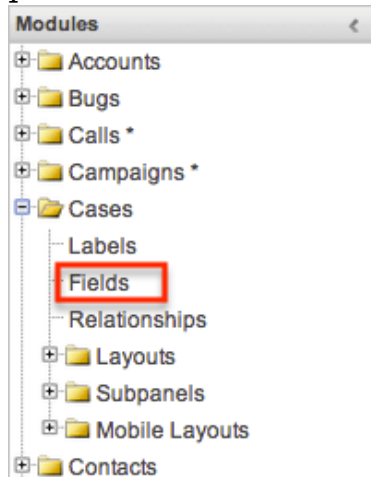 Modules
Accounts
Bugs
Calls *
Campaigns *
Cases
Labels
Fields
Relationships
Layouts
Subpanels
Mobile Layouts
Contacts